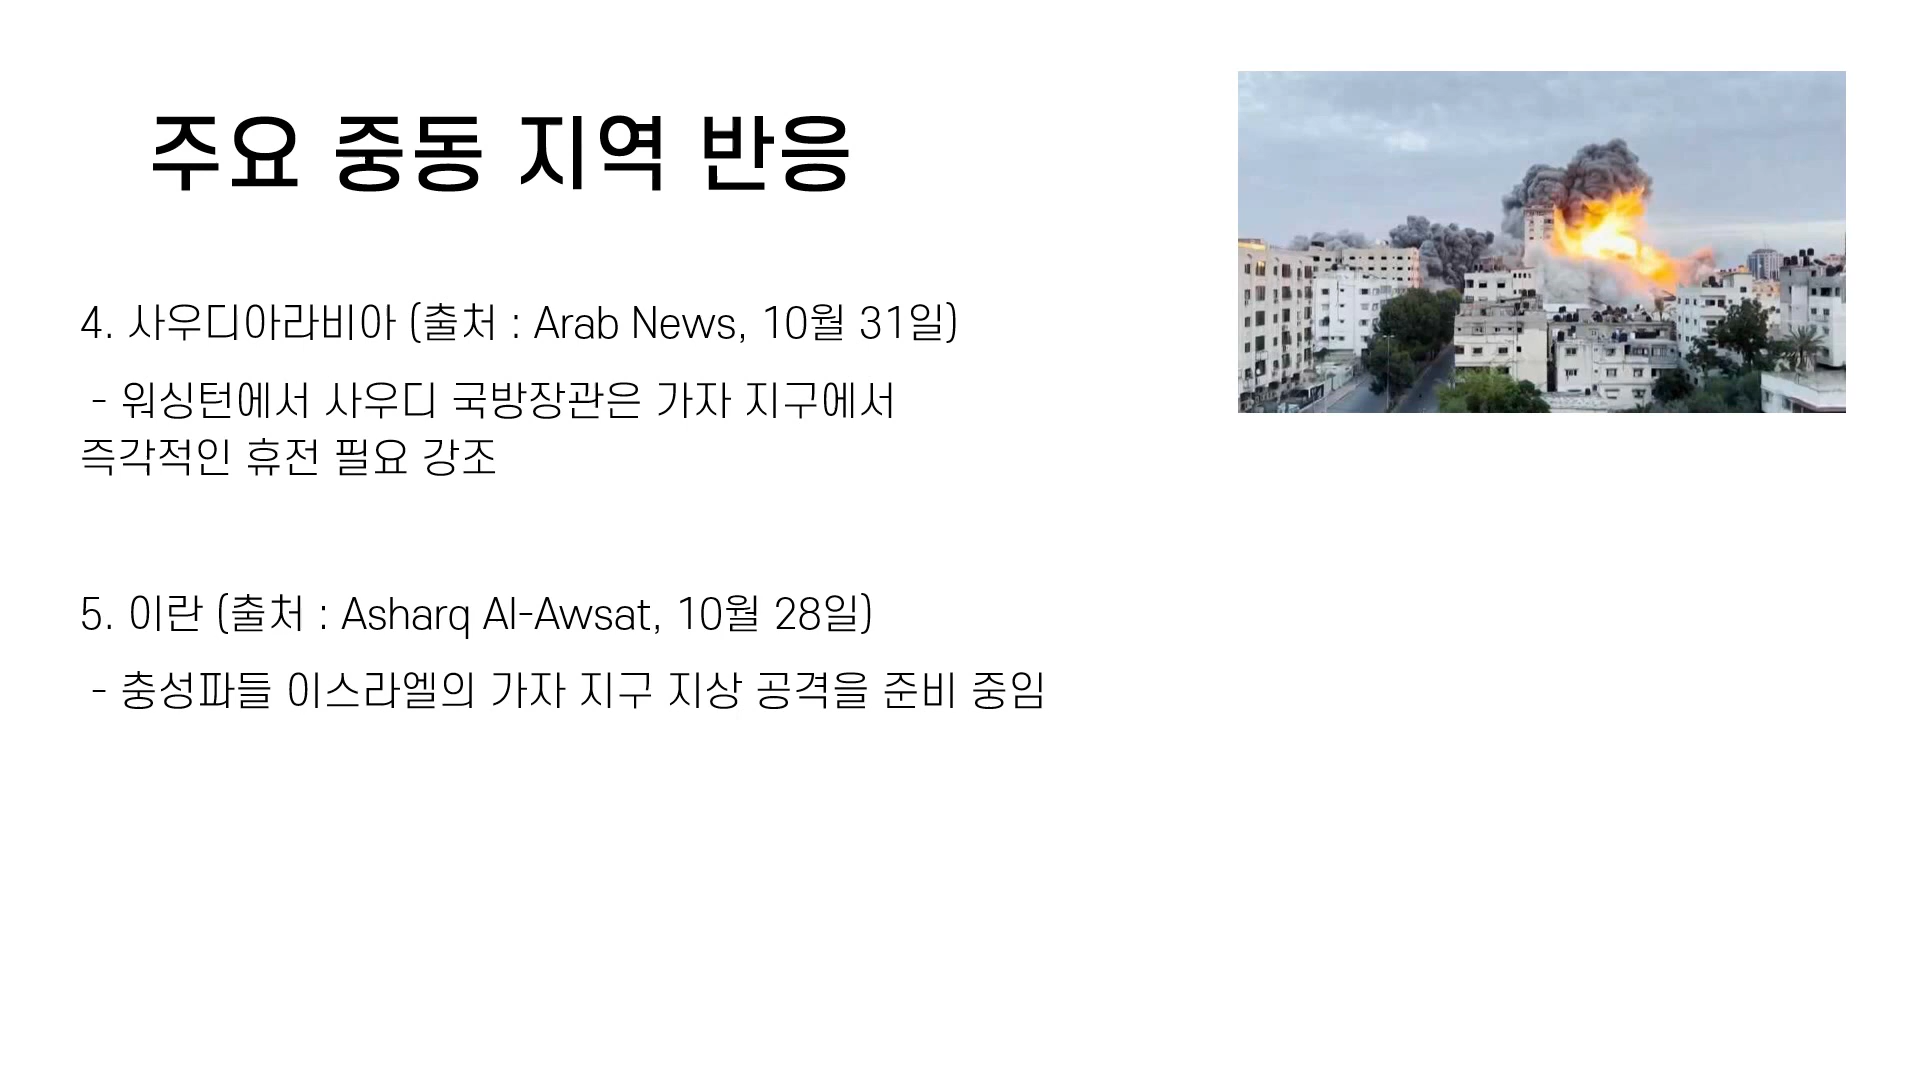 주요 중동 지역 반응
4. 사우디아라비아 (출처 : Arab News, 10월 31일)
- 워싱턴에서 사우디 국방장관은 가자 지구에서
즉각적인 휴전 필요 강조
5. 이란 (출처 : Asharq Al-Awsat, 10월 28일)
- 충성파들 이스라엘의 가자 지구 지상 공격을 준비 중임